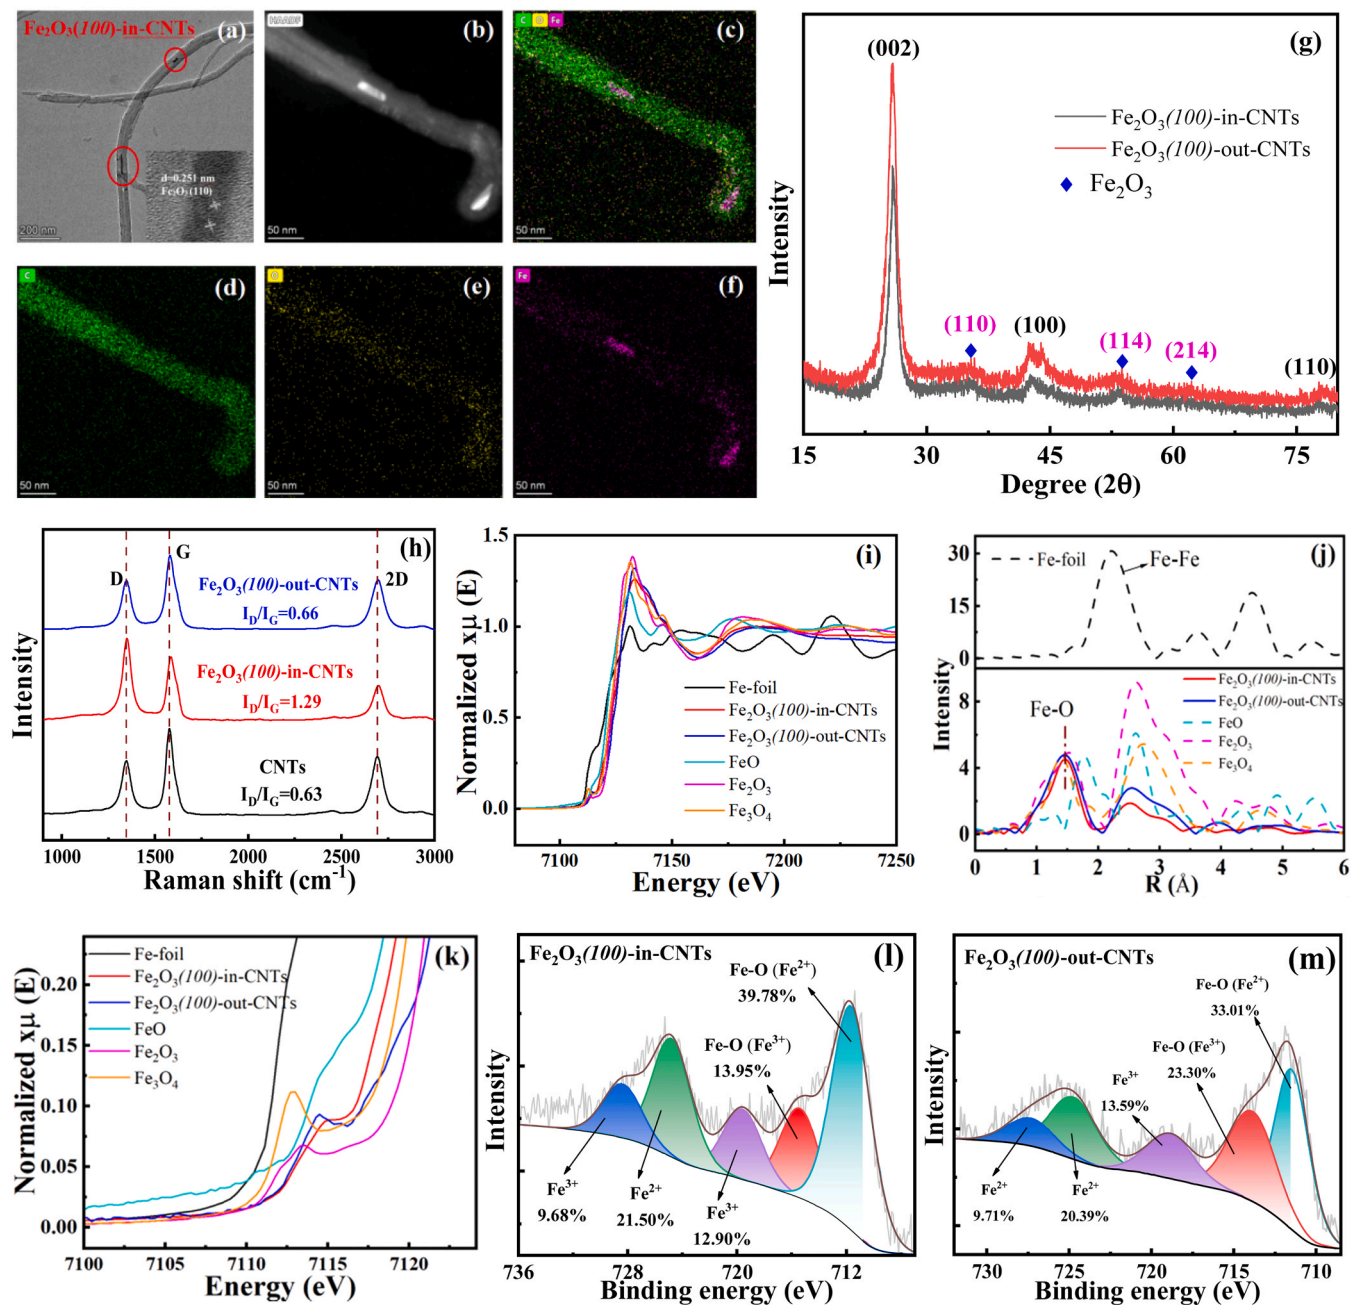 Fe₂O₃(100)-in-CNTs
(a)
d=0.251 nm
Fe₂O₃ (110)
200 nm
HAADF
(b)
50 nm
C O Fe
(c)
50 nm
C
(d)
50 nm
O
(e)
50 nm
Fe
(f)
50 nm
(g)
(002)
Fe₂O₃(100)-in-CNTs
Fe₂O₃(100)-out-CNTs
Fe₂O₃
(110)
(100)
(114)
(214)
(110)
Intensity
15 30 45 60 75
Degree (2θ)
(h)
D
G
2D
Fe₂O₃(100)-out-CNTs
I_D/I_G=0.66
Fe₂O₃(100)-in-CNTs
I_D/I_G=1.29
CNTs
I_D/I_G=0.63
Intensity
1000 1500 2000 2500 3000
Raman shift (cm⁻¹)
(i)
1.5
1.0
0.5
0.0
Normalized xμ (E)
Fe-foil
Fe₂O₃(100)-in-CNTs
Fe₂O₃(100)-out-CNTs
FeO
Fe₂O₃
Fe₃O₄
7100 7150 7200 7250
Energy (eV)
(j)
30
15
0
Fe-foil
Fe-Fe
Intensity
8
4
0
Fe-O
Fe₂O₃(100)-in-CNTs
Fe₂O₃(100)-out-CNTs
FeO
Fe₂O₃
Fe₃O₄
0 1 2 3 4 5 6
R (Å)
(k)
0.20
0.15
0.10
0.05
0.00
Normalized xμ (E)
Fe-foil
Fe₂O₃(100)-in-CNTs
Fe₂O₃(100)-out-CNTs
FeO
Fe₂O₃
Fe₃O₄
7100 7105 7110 7115 7120
Energy (eV)
Fe₂O₃(100)-in-CNTs
(l)
Fe-O (Fe²⁺)
39.78%
Fe-O (Fe³⁺)
13.95%
Fe³⁺
9.68%
Fe²⁺
21.50%
Fe³⁺
12.90%
Intensity
736 728 720 712
Binding energy (eV)
Fe₂O₃(100)-out-CNTs
(m)
Fe-O (Fe²⁺)
33.01%
Fe-O (Fe³⁺)
23.30%
Fe³⁺
13.59%
Fe²⁺
9.71%
Fe²⁺
20.39%
Intensity
730 725 720 715 710
Binding energy (eV)